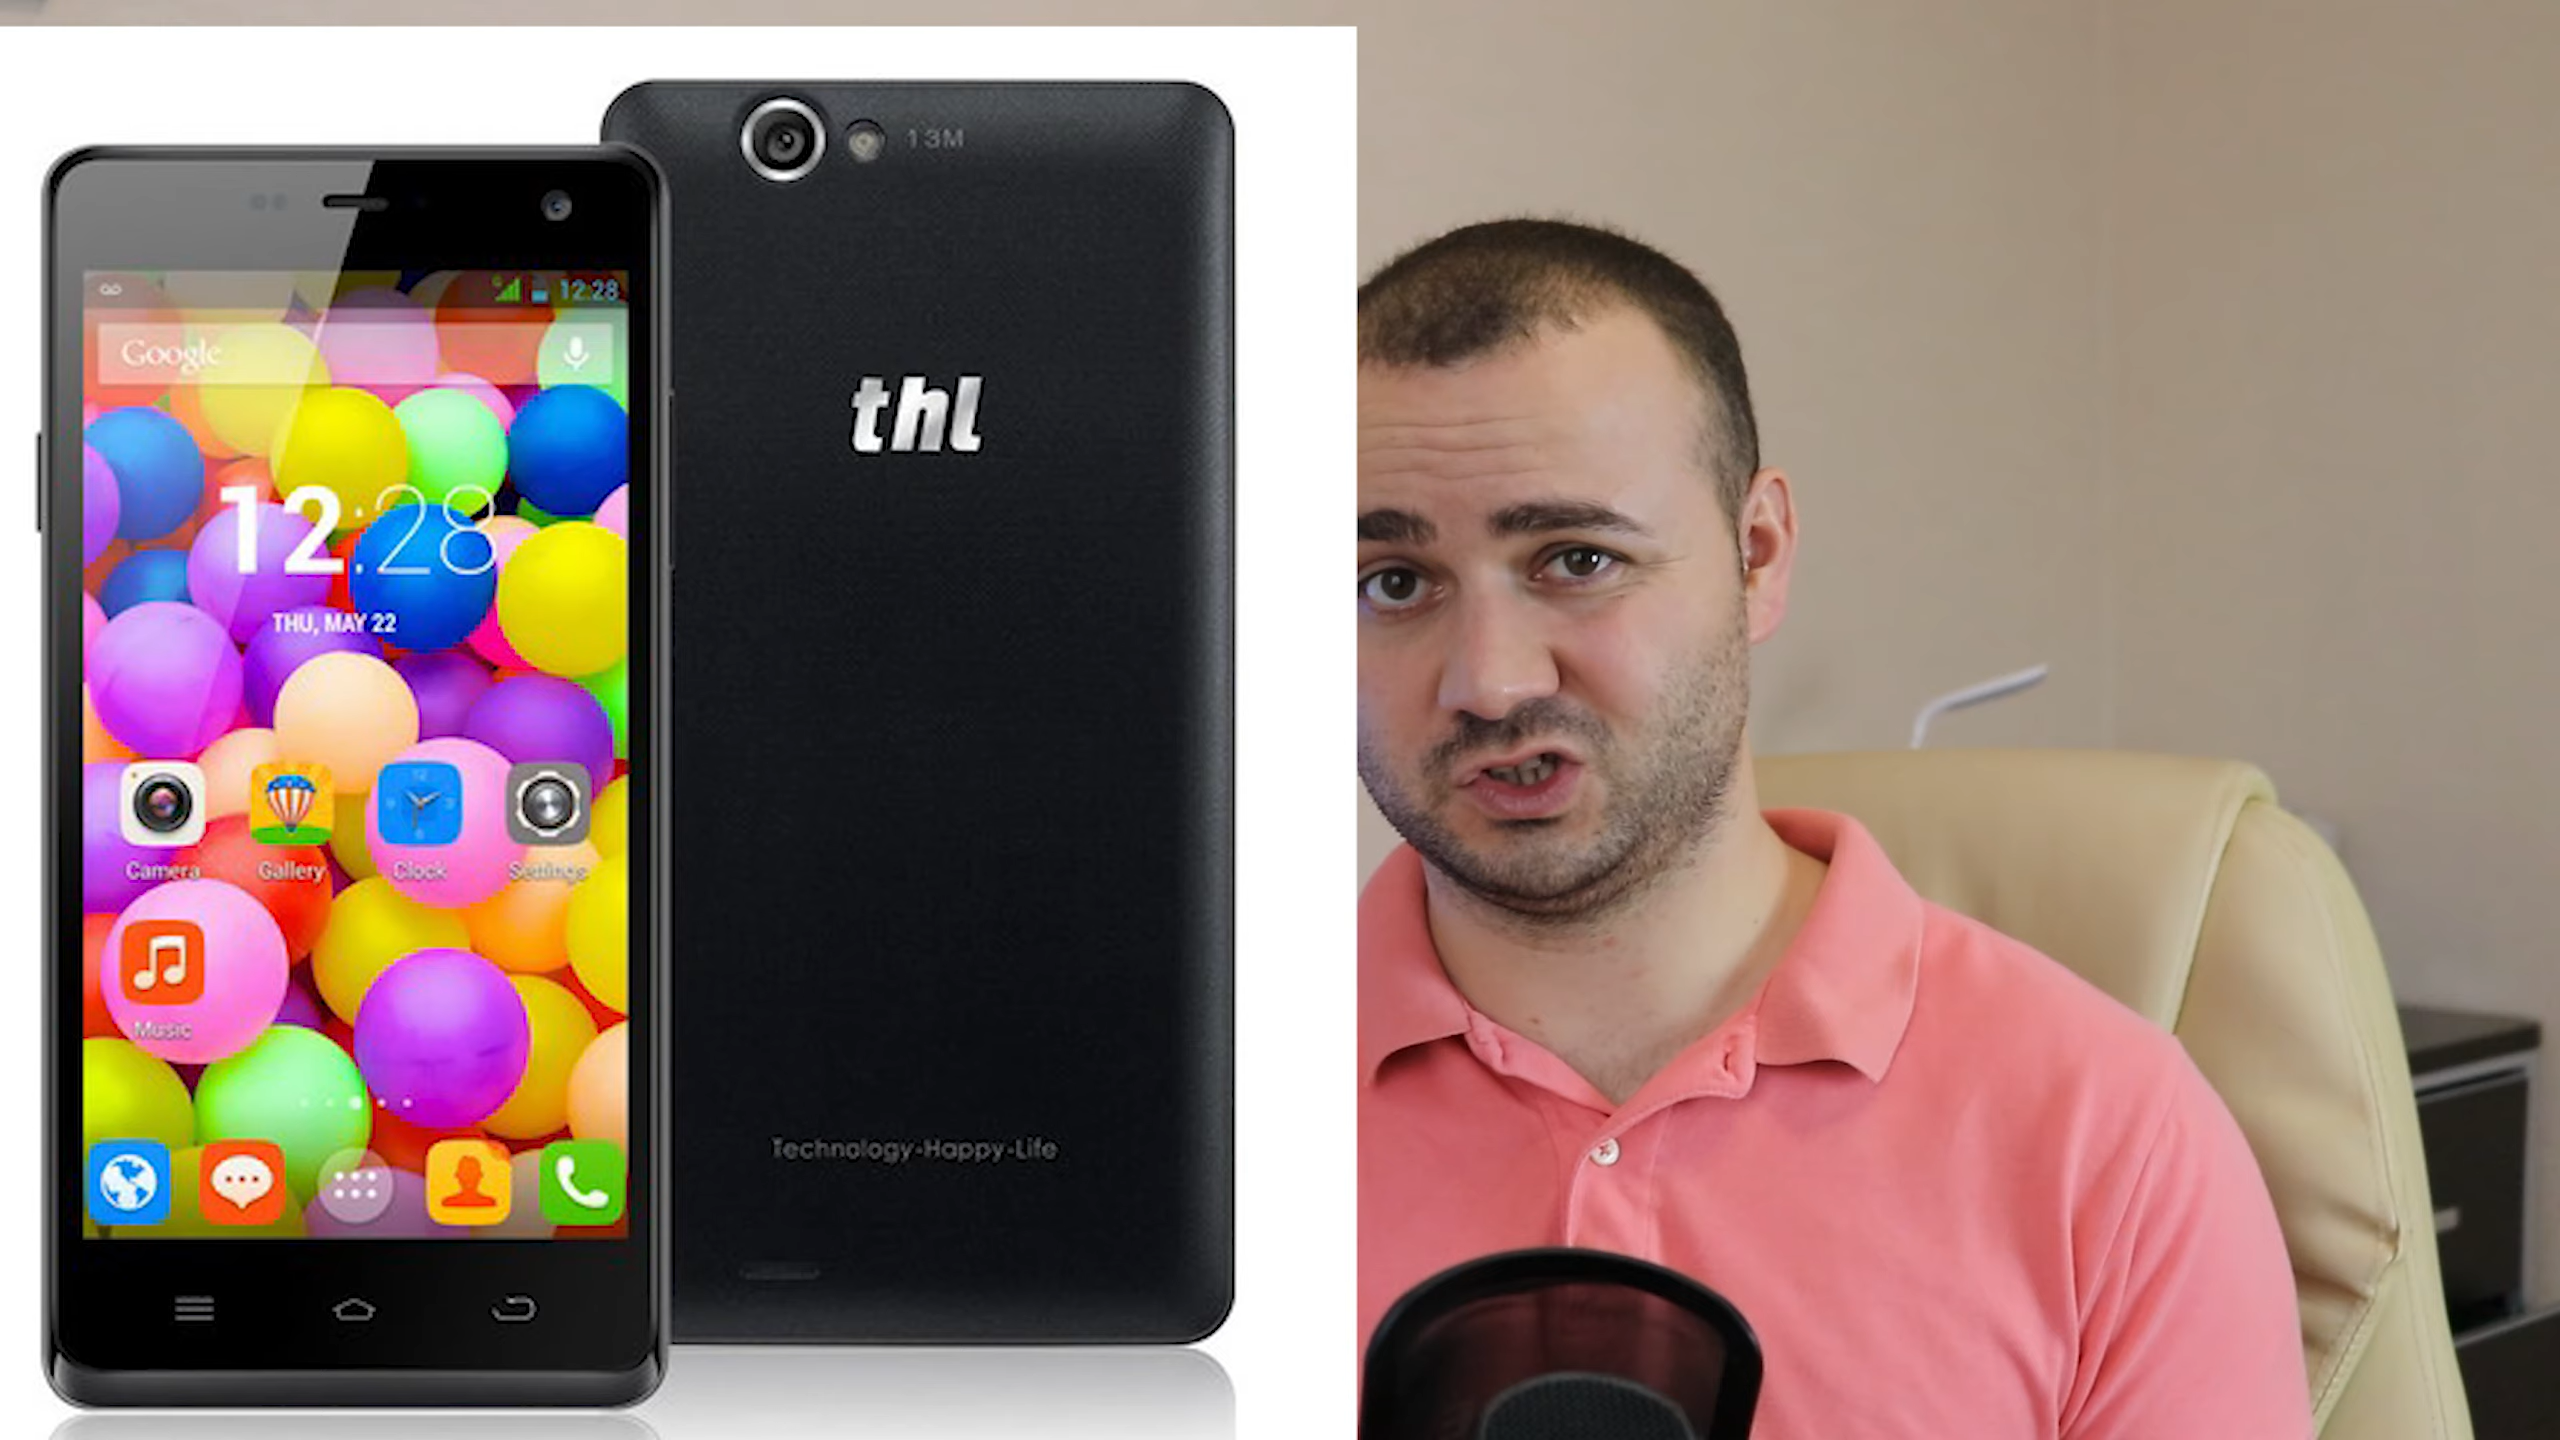 13M
12:28
Google
thl
12:28
THU, MAY 22
Camera
Gallery
Clock
Settings
Music
Technology-Happy-Life